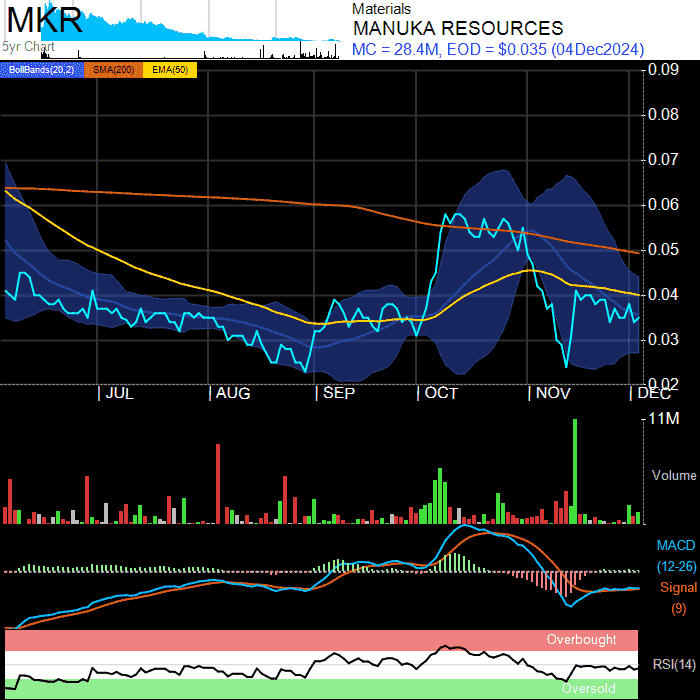 MKR
5yr Chart
Materials
MANUKA RESOURCES
MC = 28.4M, EOD = $0.035 (04Dec2024)
BollBands(20,2) SMA(200) EMA(50)
0.09
0.08
0.07
0.06
0.05
0.04
0.03
0.02
JUL AUG SEP OCT NOV DEC
11M
Volume
MACD
(12-26)
Signal
(9)
Overbought
RSI(14)
Oversold